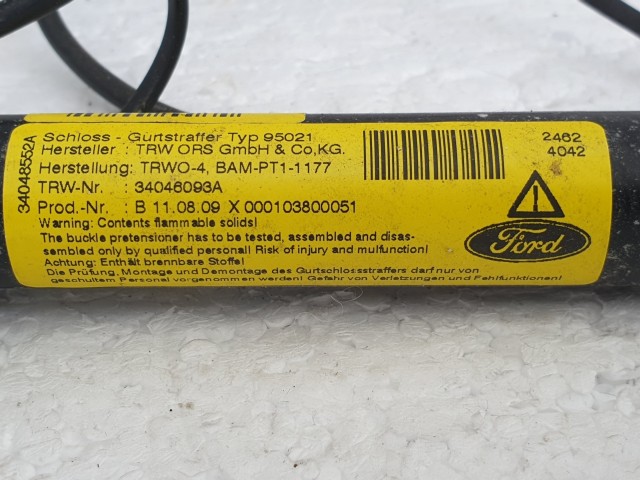 34048552A
Schloss - Gurtstraffer Typ 95021
Hersteller : TRW ORS GmbH & Co,KG.
Herstellung: TRWO-4, BAM-PT1-1177
TRW-Nr. : 34046093A
Prod.-Nr. : B 11.08.09 X 000103800051
Warning: Contents flammable solids!
The buckle pretensioner has to be tested, assembled and disas-
sembled only by qualified personal! Risk of injury and mulfunction!
Achtung: Enthält brennbare Stoffe!
Die Prüfung, Montage und Demontage des Gurtschlossstraffers darf nur von
geschultem Personal vorgenommen werden! Gefahr von Verletzungen und Fehlfunktionen!
2462
4042
Ford